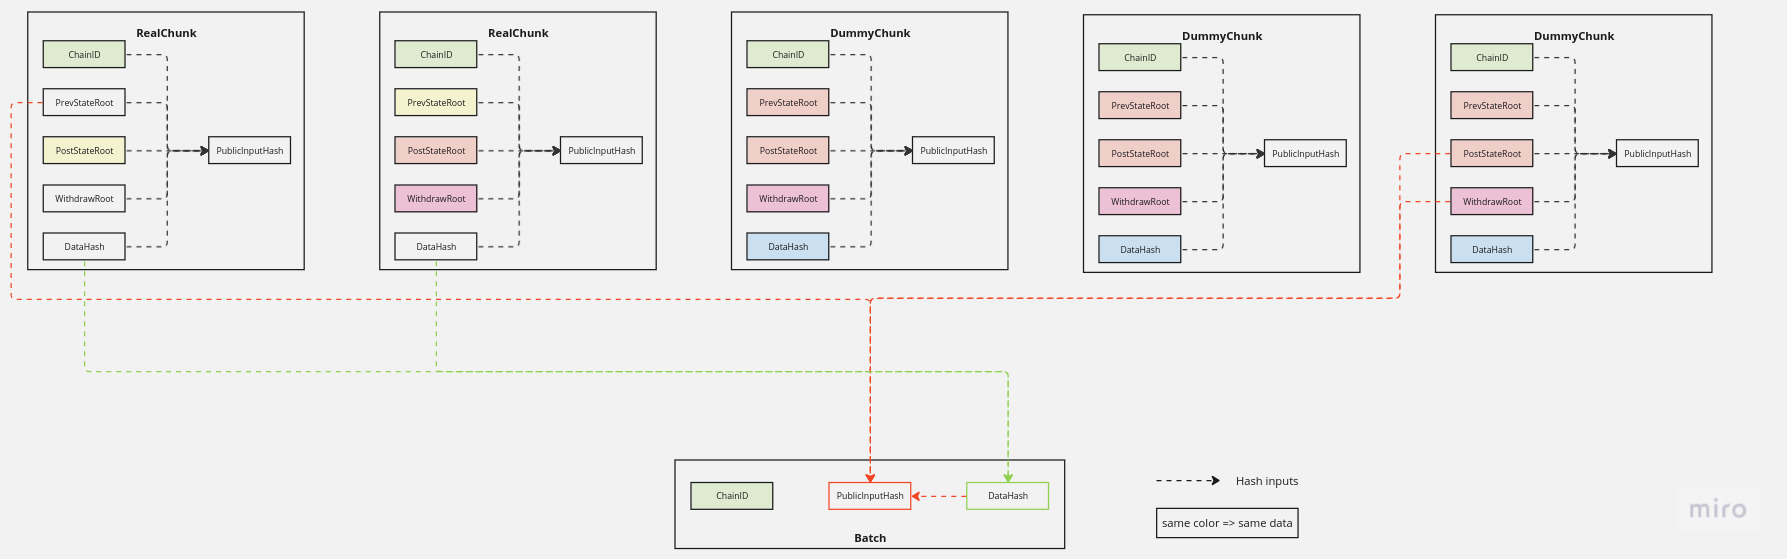 RealChunk
ChainID
PrevStateRoot
PostStateRoot
WithdrawRoot
DataHash
PublicInputHash
RealChunk
ChainID
PrevStateRoot
PostStateRoot
WithdrawRoot
DataHash
PublicInputHash
DummyChunk
ChainID
PrevStateRoot
PostStateRoot
WithdrawRoot
DataHash
PublicInputHash
DummyChunk
ChainID
PrevStateRoot
PostStateRoot
WithdrawRoot
DataHash
PublicInputHash
DummyChunk
ChainID
PrevStateRoot
PostStateRoot
WithdrawRoot
DataHash
PublicInputHash
ChainID
PublicInputHash
DataHash
Batch
Hash inputs
same color => same data
miro